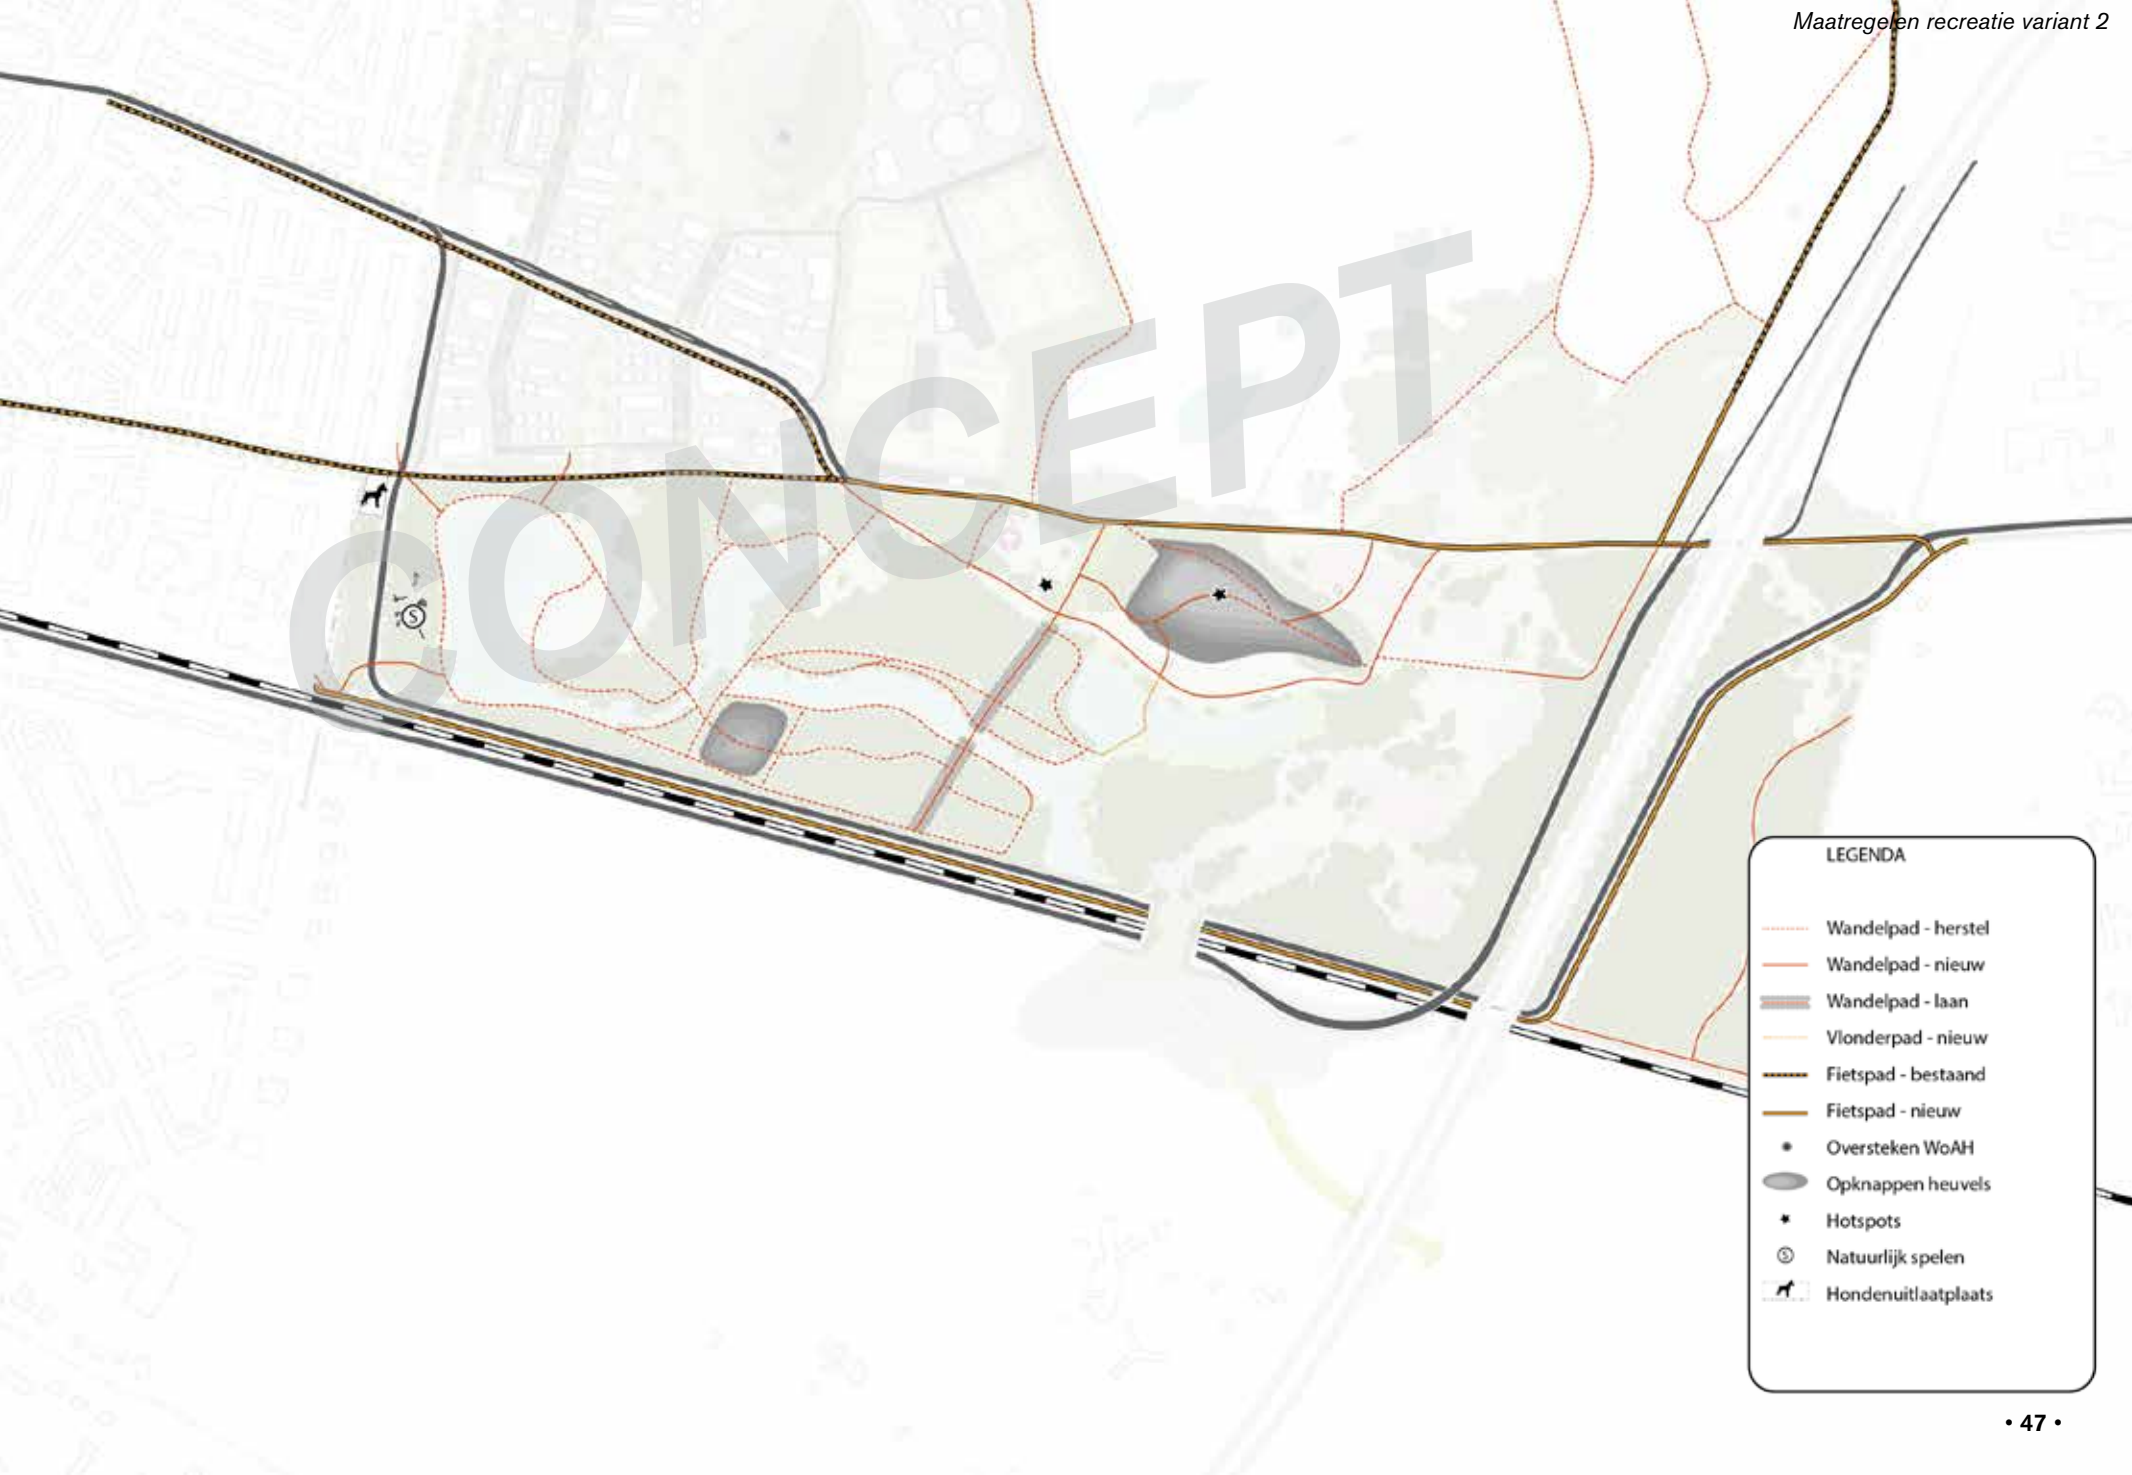 Maatregelen recreatie variant 2
CONCEPT
S
LEGENDA
Wandelpad - herstel
Wandelpad - nieuw
Wandelpad - laan
Vlonderpad - nieuw
Fietspad - bestaand
Fietspad - nieuw
Oversteken WoAH
Opknappen heuvels
Hotspots
S Natuurlijk spelen
Hondenuitlaatplaats
• 47 •